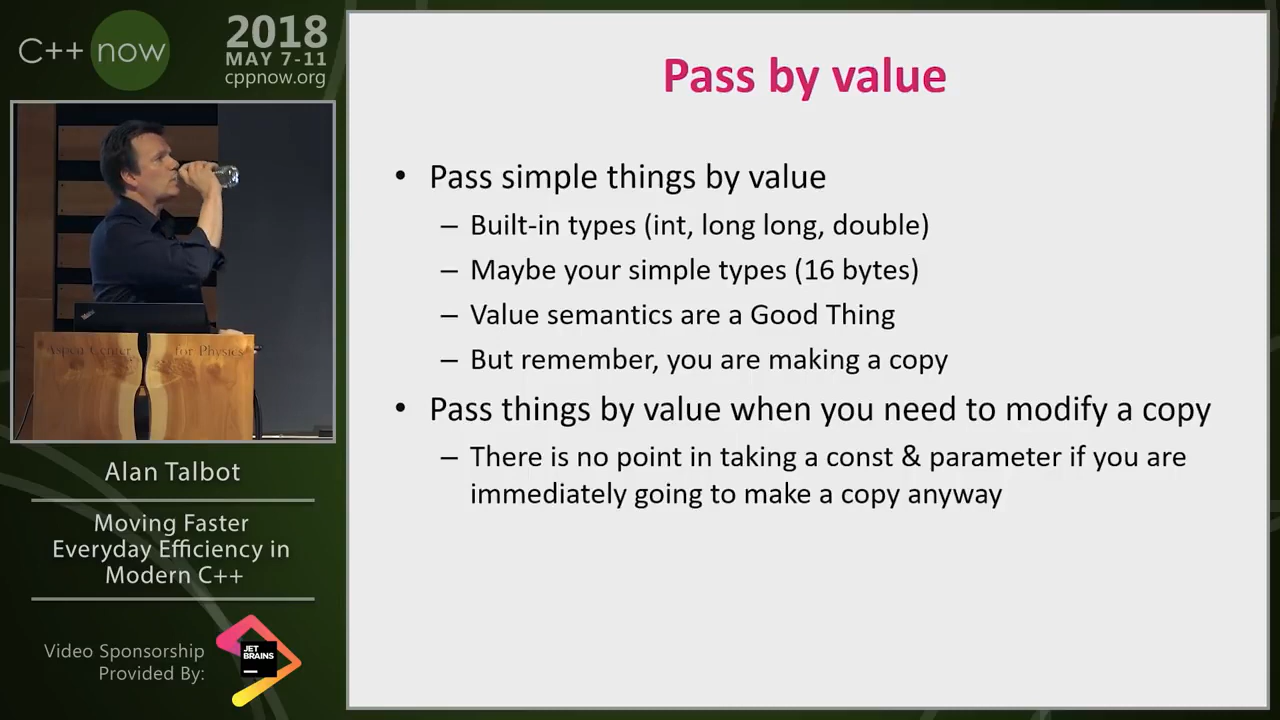 C++ now
2018
MAY 7-11
cppnow.org
Aspen Center for Physics
Alan Talbot
Moving Faster
Everyday Efficiency in
Modern C++
Video Sponsorship
Provided By:
JET
BRAINS
Pass by value
• Pass simple things by value
– Built-in types (int, long long, double)
– Maybe your simple types (16 bytes)
– Value semantics are a Good Thing
– But remember, you are making a copy
• Pass things by value when you need to modify a copy
– There is no point in taking a const & parameter if you are
immediately going to make a copy anyway